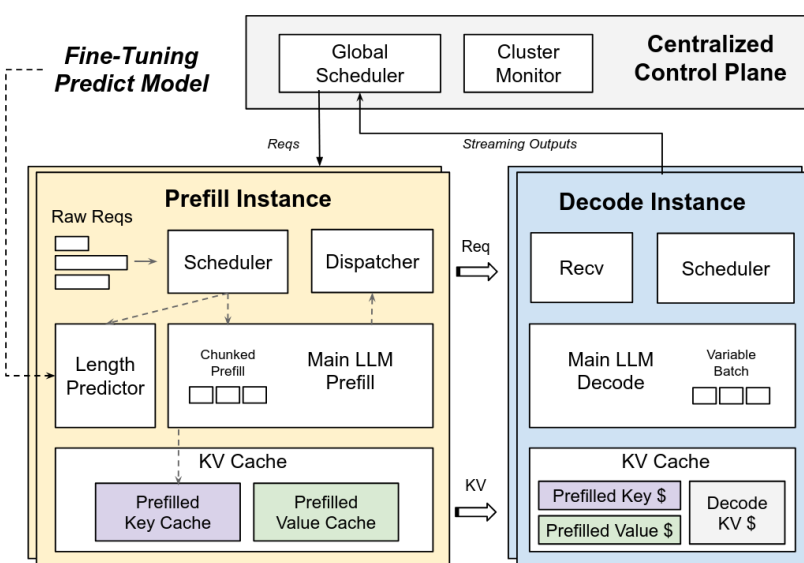 Fine-Tuning
Predict Model
Global
Scheduler
Cluster
Monitor
Centralized
Control Plane
Reqs
Streaming Outputs
Prefill Instance
Raw Reqs
Scheduler
Dispatcher
Length
Predictor
Chunked
Prefill
Main LLM
Prefill
KV Cache
Prefilled
Key Cache
Prefilled
Value Cache
Req
KV
Decode Instance
Recv
Scheduler
Main LLM
Decode
Variable
Batch
KV Cache
Prefilled Key $
Prefilled Value $
Decode
KV $